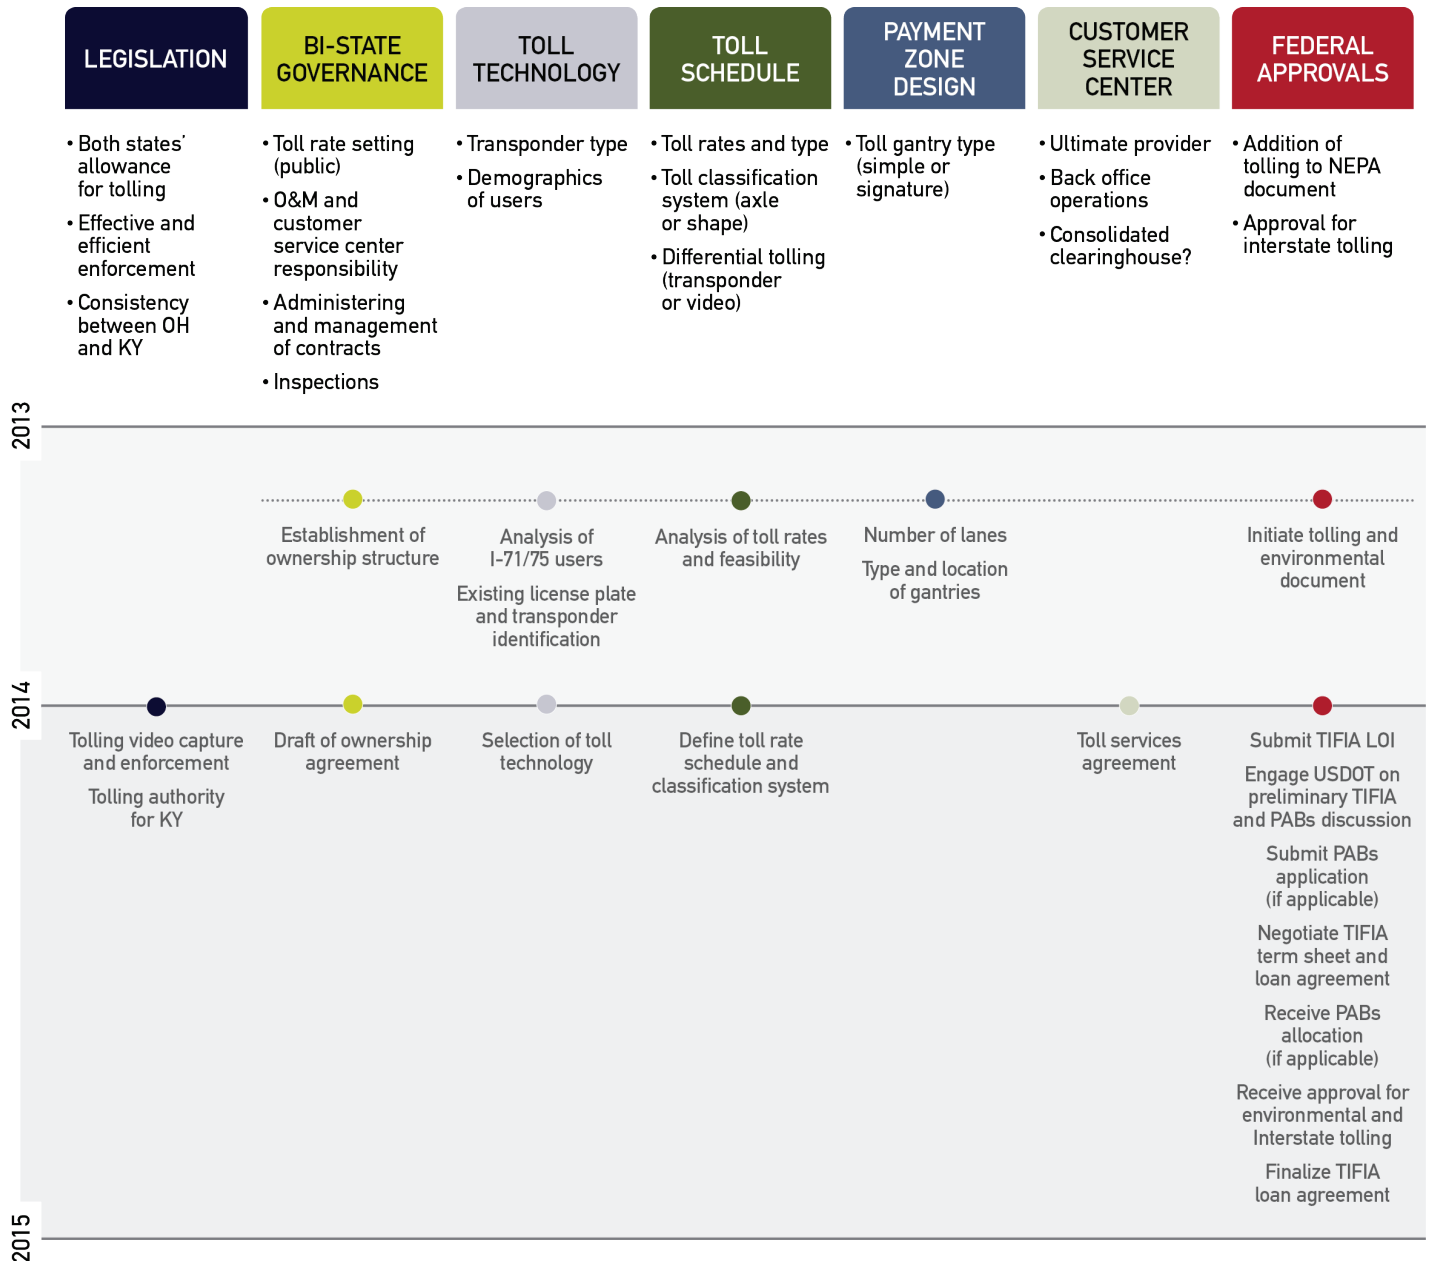 LEGISLATION
BI-STATE
GOVERNANCE
TOLL
TECHNOLOGY
TOLL
SCHEDULE
PAYMENT
ZONE
DESIGN
CUSTOMER
SERVICE
CENTER
FEDERAL
APPROVALS
• Both states’
allowance
for tolling
• Effective and
efficient
enforcement
• Consistency
between OH
and KY
• Toll rate setting
(public)
• O&M and
customer
service center
responsibility
• Administering
and management
of contracts
• Inspections
• Transponder type
• Demographics
of users
• Toll rates and type
• Toll classification
system (axle
or shape)
• Differential tolling
(transponder
or video)
• Toll gantry type
(simple or
signature)
• Ultimate provider
• Back office
operations
• Consolidated
clearinghouse?
• Addition of
tolling to NEPA
document
• Approval for
interstate tolling
2013
Establishment of
ownership structure
Analysis of
I-71/75 users
Existing license plate
and transponder
identification
Analysis of toll rates
and feasibility
Number of lanes
Type and location
of gantries
Initiate tolling and
environmental
document
2014
Tolling video capture
and enforcement
Tolling authority
for KY
Draft of ownership
agreement
Selection of toll
technology
Define toll rate
schedule and
classification system
Toll services
agreement
Submit TIFIA LOI
Engage USDOT on
preliminary TIFIA
and PABs discussion
Submit PABs
application
(if applicable)
Negotiate TIFIA
term sheet and
loan agreement
Receive PABs
allocation
(if applicable)
Receive approval for
environmental and
Interstate tolling
Finalize TIFIA
loan agreement
2015